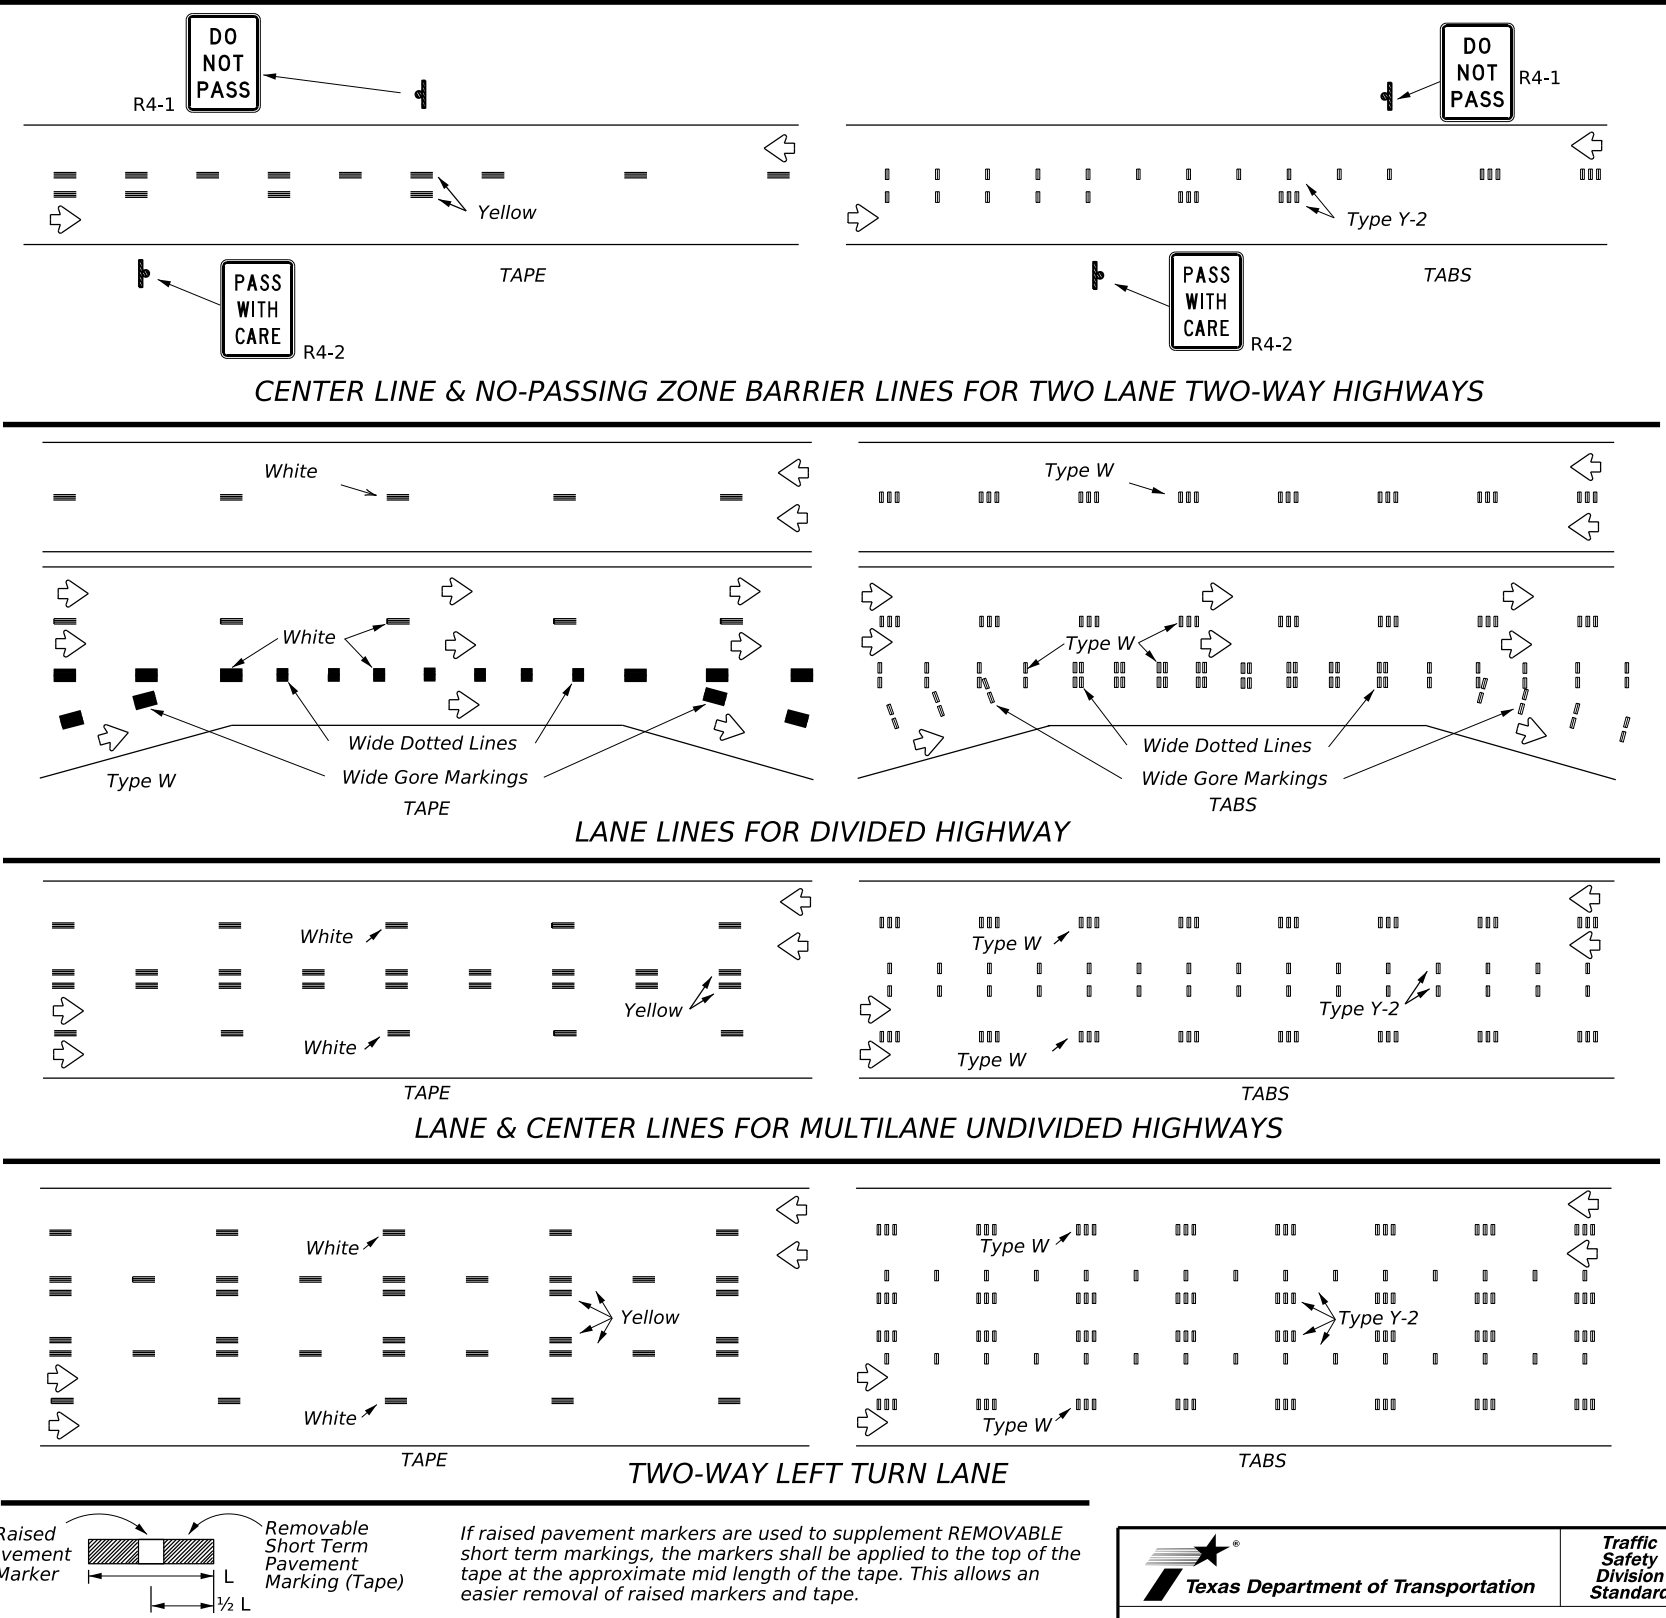 DO
NOT
PASS
R4-1
DO
NOT
PASS
R4-1
Yellow
Type Y-2
TAPE
TABS
PASS
WITH
CARE
R4-2
PASS
WITH
CARE
R4-2
CENTER LINE & NO-PASSING ZONE BARRIER LINES FOR TWO LANE TWO-WAY HIGHWAYS
White
Type W
White
Type W
Wide Dotted Lines
Wide Dotted Lines
Type W
Wide Gore Markings
Wide Gore Markings
TAPE
TABS
LANE LINES FOR DIVIDED HIGHWAY
White
Type W
Yellow
Type Y-2
White
Type W
TAPE
TABS
LANE & CENTER LINES FOR MULTILANE UNDIVIDED HIGHWAYS
White
Type W
Yellow
Type Y-2
White
Type W
TAPE
TABS
TWO-WAY LEFT TURN LANE
Raised
vement
Marker
L
½ L
Removable
Short Term
Pavement
Marking (Tape)
If raised pavement markers are used to supplement REMOVABLE
short term markings, the markers shall be applied to the top of the
tape at the approximate mid length of the tape. This allows an
easier removal of raised markers and tape.
®
Texas Department of Transportation
Traffic
Safety
Division
Standard